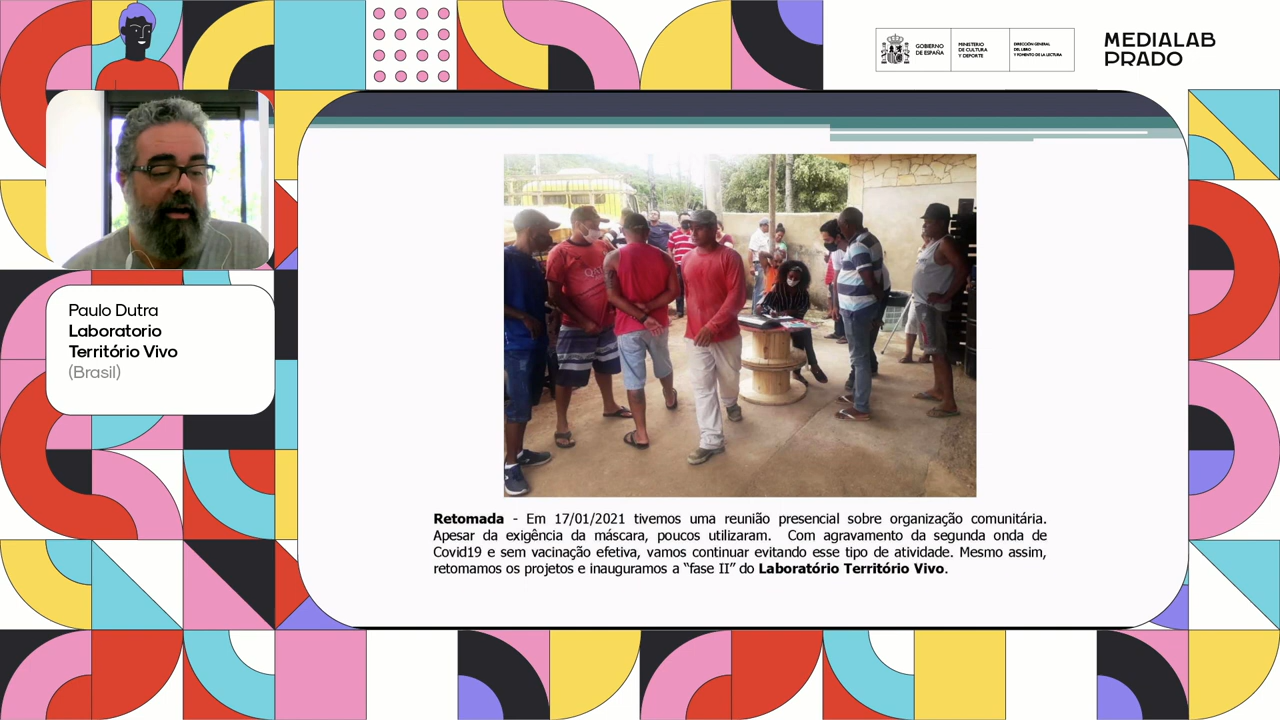 GOBIERNO
DE ESPAÑA
MINISTERIO
DE CULTURA
Y DEPORTE
DIRECCIÓN GENERAL
DEL LIBRO
Y FOMENTO DE LA LECTURA
MEDIALAB
PRADO
Paulo Dutra
Laboratorio
Território Vivo
(Brasil)
Retomada - Em 17/01/2021 tivemos uma reunião presencial sobre organização comunitária.
Apesar da exigência da máscara, poucos utilizaram. Com agravamento da segunda onda de
Covid19 e sem vacinação efetiva, vamos continuar evitando esse tipo de atividade. Mesmo assim,
retomamos os projetos e inauguramos a “fase II” do Laboratório Território Vivo.